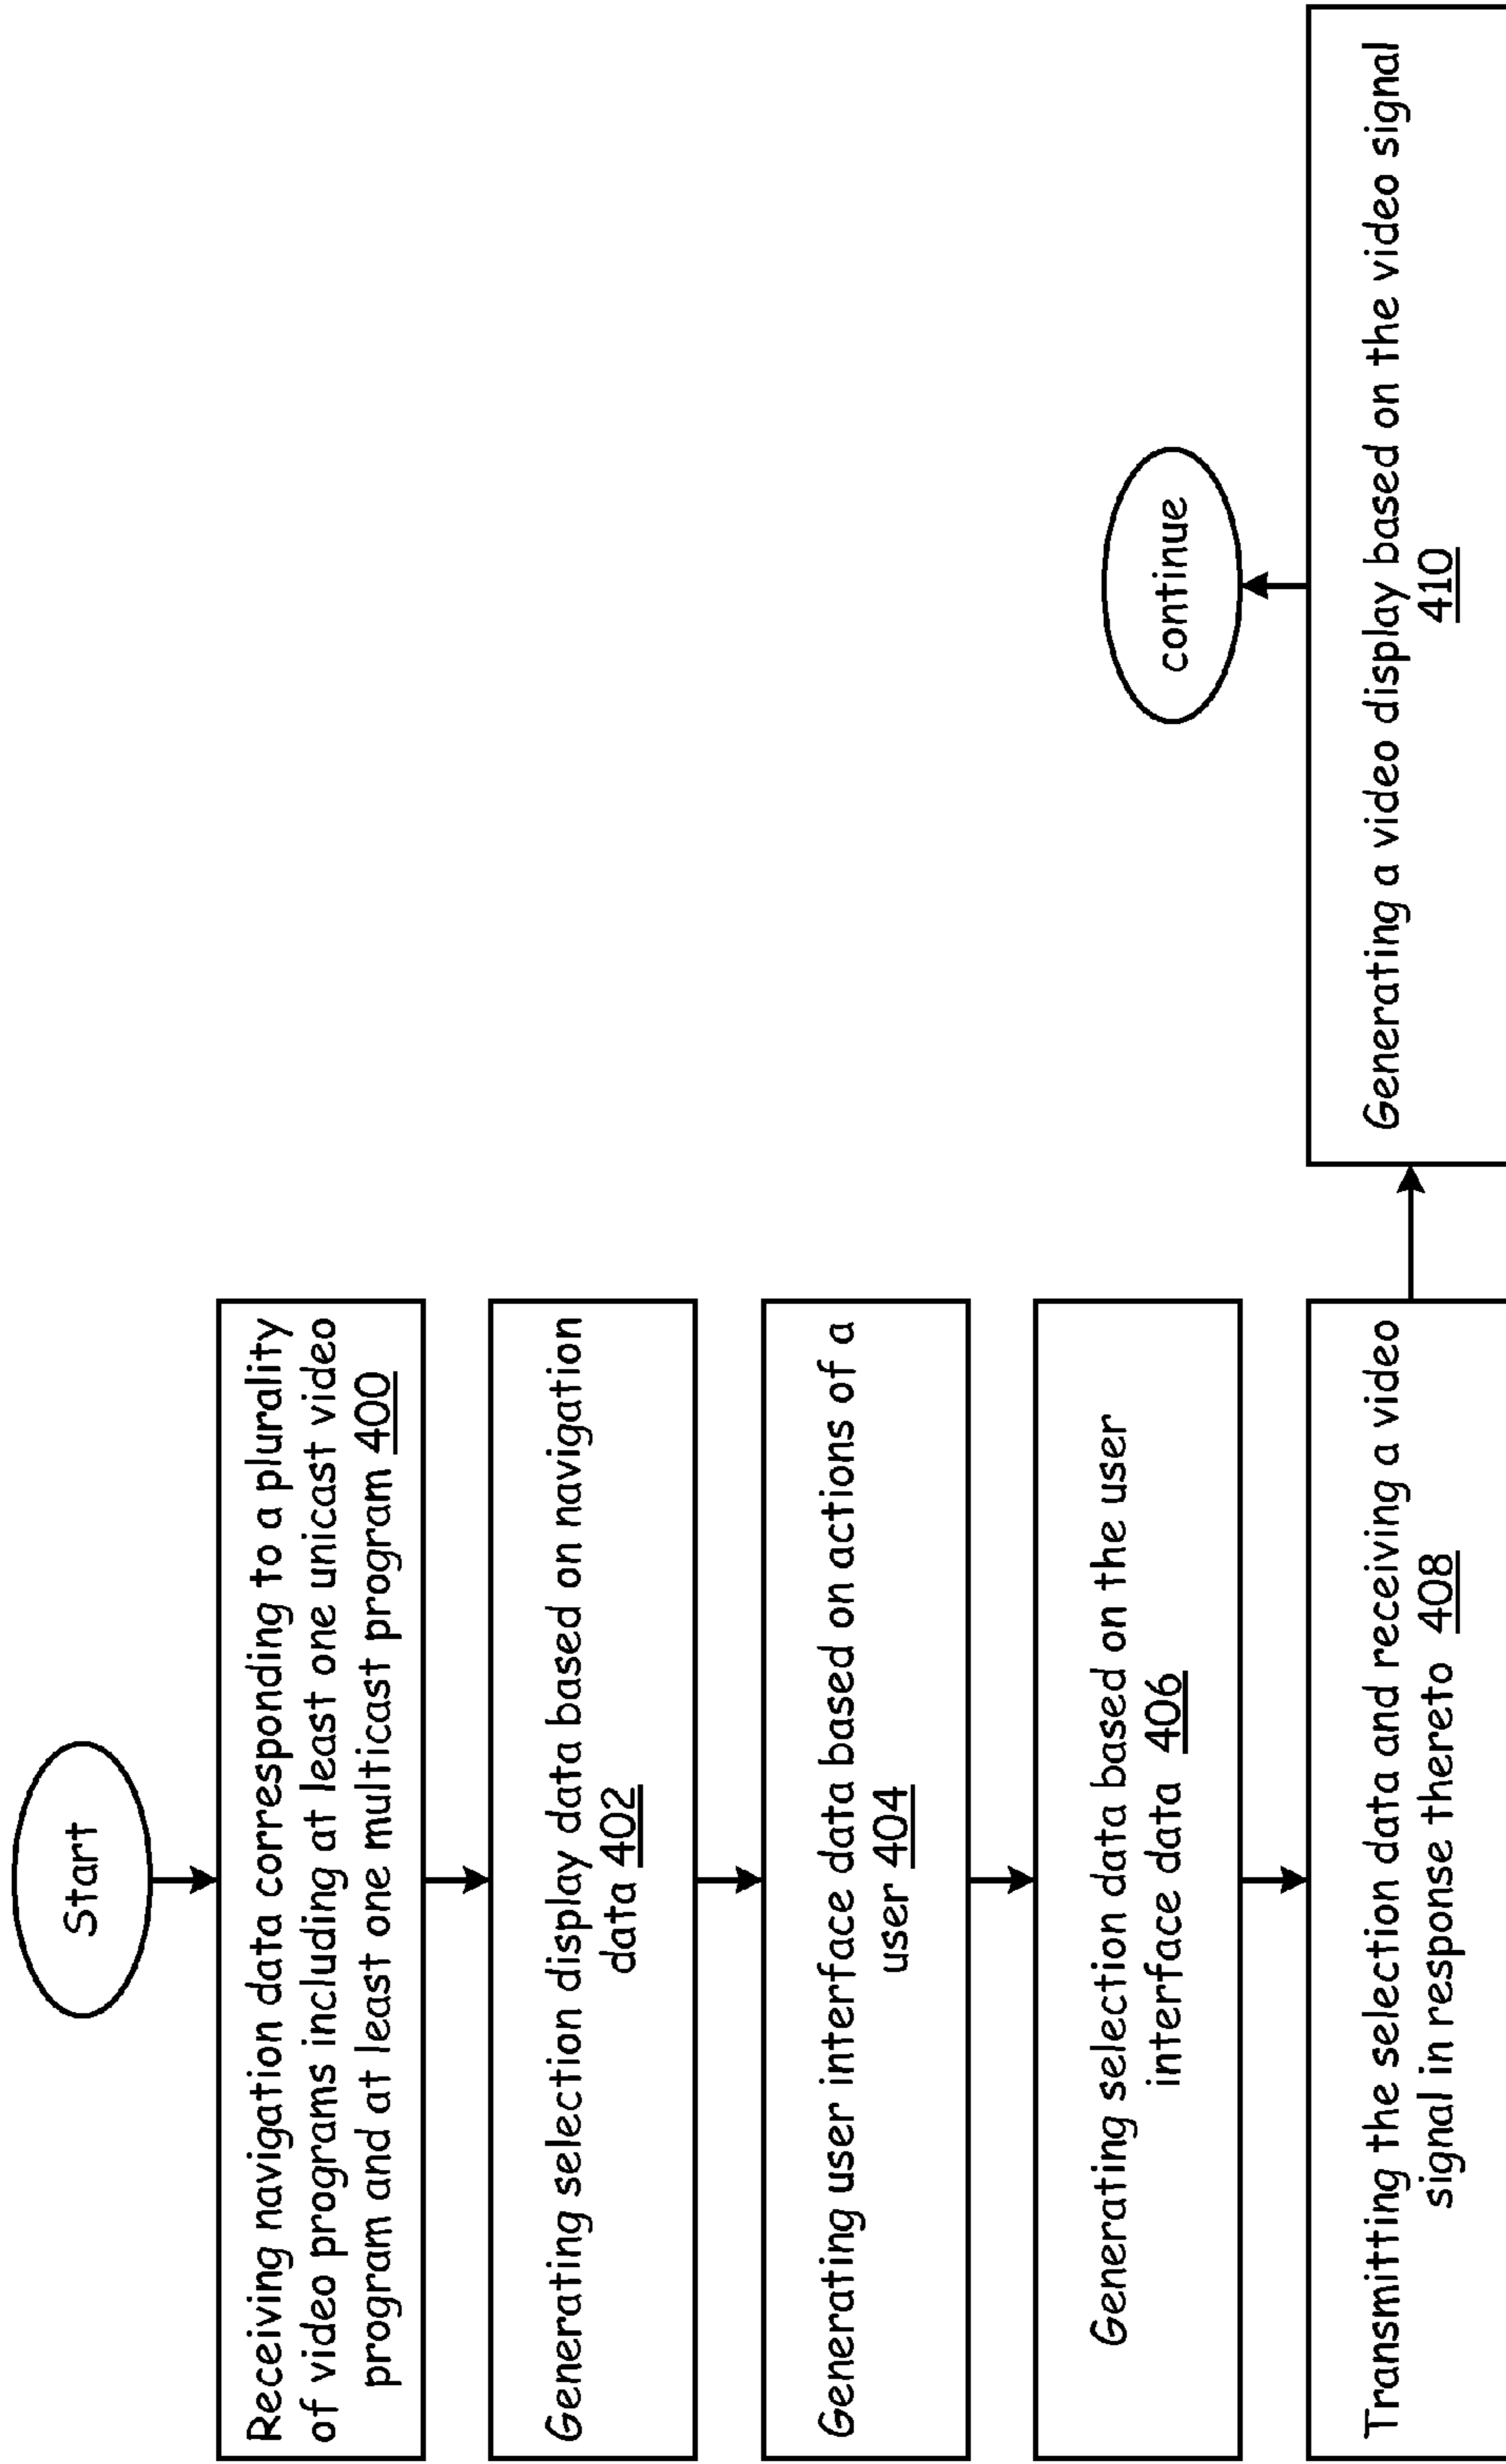 Start
Receiving navigation data corresponding to a plurality
of video programs including at least one unicast video
program and at least one multicast program 400
Generating selection display data based on navigation
data 402
Generating user interface data based on actions of a
user 404
Generating selection data based on the user
interface data 406
Transmitting the selection data and receiving a video
signal in response thereto 408
Generating a video display based on the video signal
410
continue